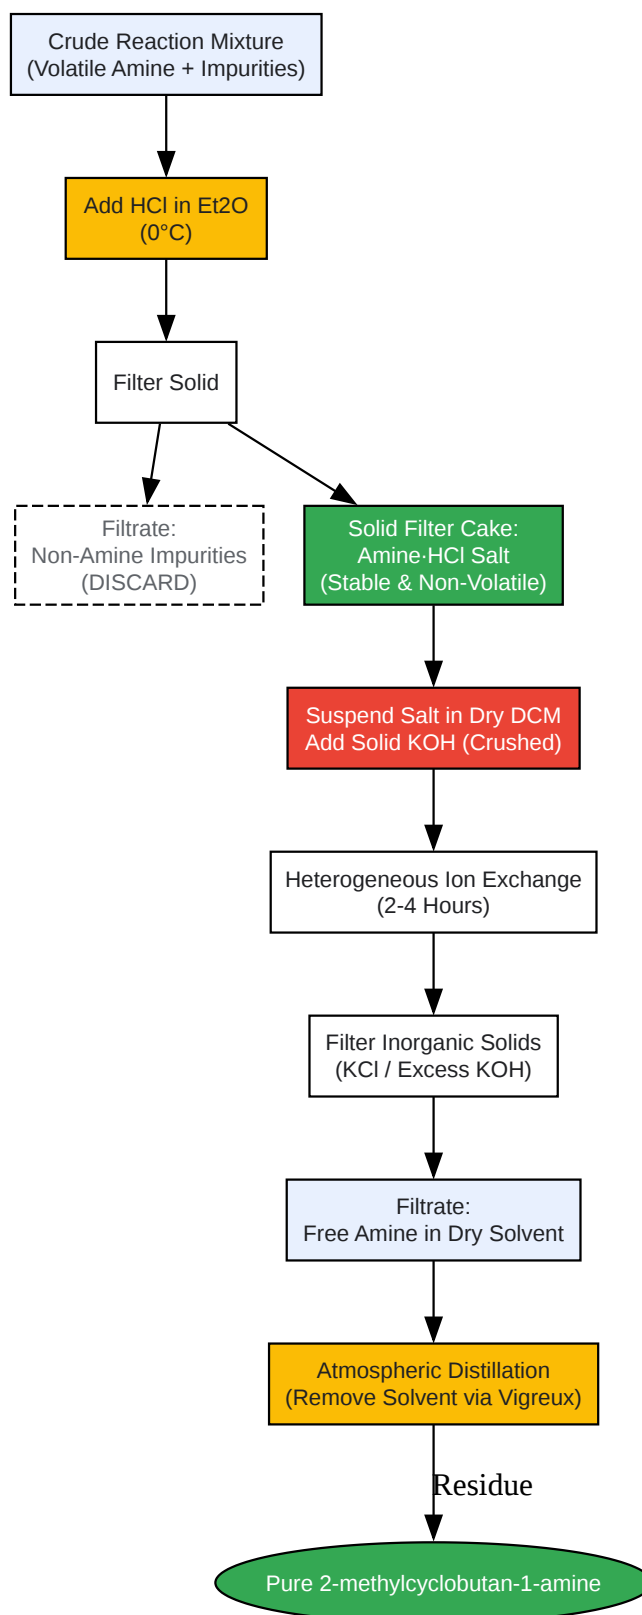 Crude Reaction Mixture
(Volatile Amine + Impurities)
Add HCl in Et2O
(0°C)
Filter Solid
Filtrate:
Non-Amine Impurities
(DISCARD)
Solid Filter Cake:
Amine·HCl Salt
(Stable & Non-Volatile)
Suspend Salt in Dry DCM
Add Solid KOH (Crushed)
Heterogeneous Ion Exchange
(2-4 Hours)
Filter Inorganic Solids
(KCl / Excess KOH)
Filtrate:
Free Amine in Dry Solvent
Atmospheric Distillation
(Remove Solvent via Vigreux)
Residue
Pure 2-methylcyclobutan-1-amine